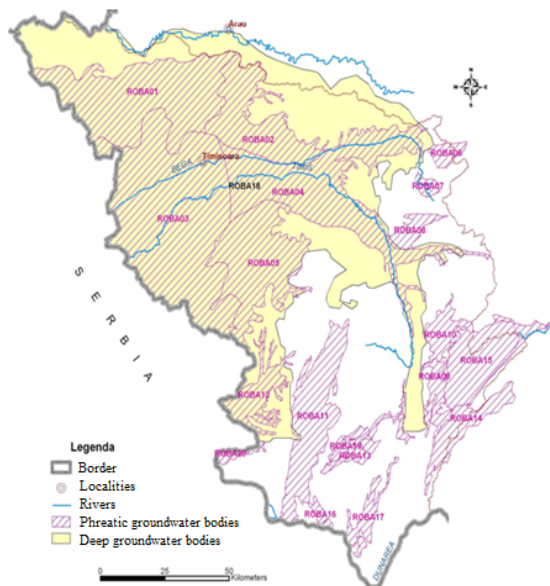 Arau
ROBA01
ROBA02
ROBA06
Timisoara
BEGA
TIMIS
ROBA07
ROBA18
ROBA04
ROBA03
ROBA08
ROBA05
SERBIA
ROBA10
ROBA15
ROBA09
ROBA12
ROBA11
ROBA14
ROBA19
ROBA13
ROBA20
ROBA16
ROBA17
DUNAREA
N
W E
S
Legenda
Border
Localities
Rivers
Phreatic groundwater bodies
Deep groundwater bodies
0 25 50
Kilometers